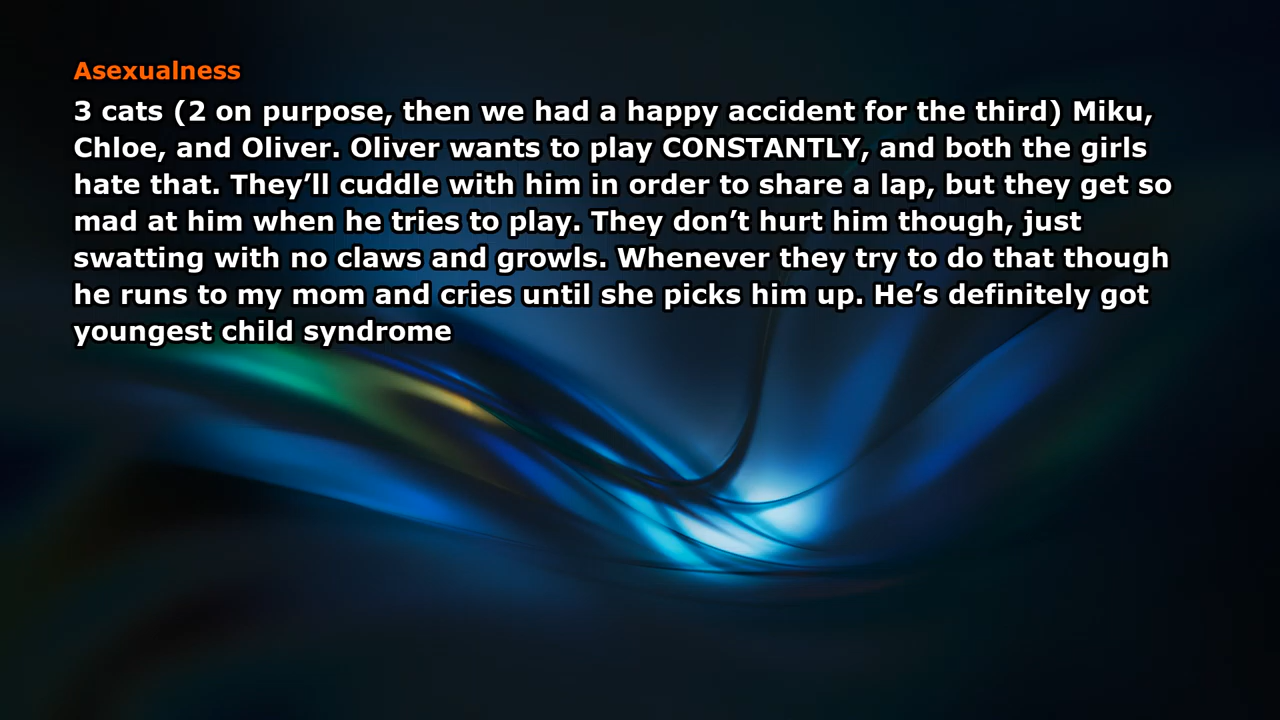 Asexualness
3 cats (2 on purpose, then we had a happy accident for the third) Miku,
Chloe, and Oliver. Oliver wants to play CONSTANTLY, and both the girls
hate that. They’ll cuddle with him in order to share a lap, but they get so
mad at him when he tries to play. They don’t hurt him though, just
swatting with no claws and growls. Whenever they try to do that though
he runs to my mom and cries until she picks him up. He’s definitely got
youngest child syndrome